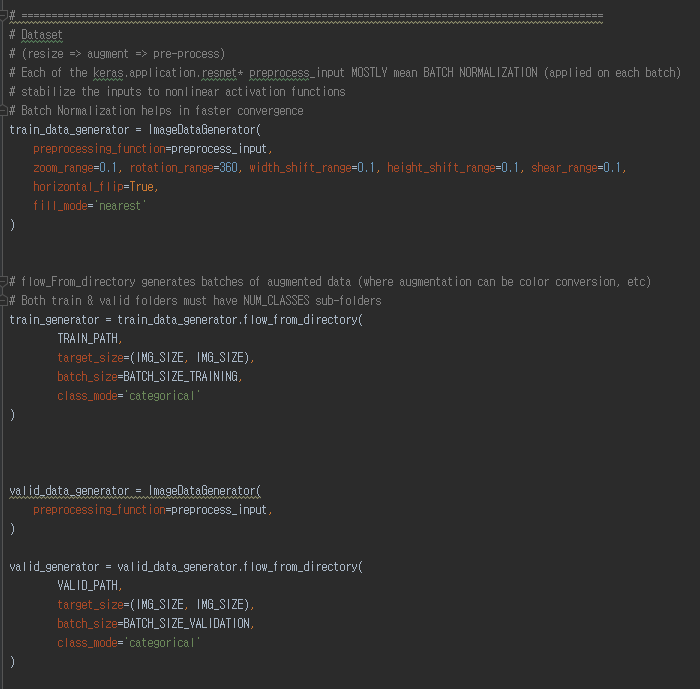 # =================================================================================================
# Dataset
# (resize => augment => pre-process)
# Each of the keras.application.resnet* preprocess_input MOSTLY mean BATCH NORMALIZATION (applied on each batch)
# stabilize the inputs to nonlinear activation functions
# Batch Normalization helps in faster convergence
train_data_generator = ImageDataGenerator(
    preprocessing_function=preprocess_input,
    zoom_range=0.1, rotation_range=360, width_shift_range=0.1, height_shift_range=0.1, shear_range=0.1,
    horizontal_flip=True,
    fill_mode='nearest'
)
# flow_From_directory generates batches of augmented data (where augmentation can be color conversion, etc)
# Both train & valid folders must have NUM_CLASSES sub-folders
train_generator = train_data_generator.flow_from_directory(
        TRAIN_PATH,
        target_size=(IMG_SIZE, IMG_SIZE),
        batch_size=BATCH_SIZE_TRAINING,
        class_mode='categorical'
)
valid_data_generator = ImageDataGenerator(
    preprocessing_function=preprocess_input,
)
valid_generator = valid_data_generator.flow_from_directory(
        VALID_PATH,
        target_size=(IMG_SIZE, IMG_SIZE),
        batch_size=BATCH_SIZE_VALIDATION,
        class_mode='categorical'
)